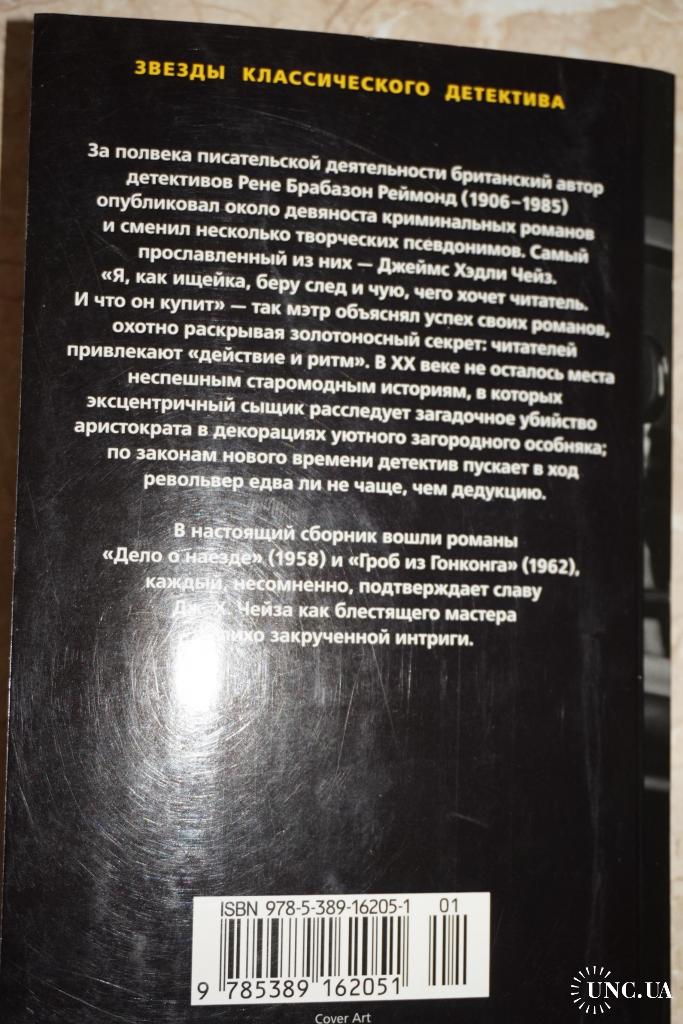 ЗВЕЗДЫ КЛАССИЧЕСКОГО ДЕТЕКТИВА
За полвека писательской деятельности британский автор
детективов Рене Брабазон Реймонд (1906–1985)
опубликовал около девяноста криминальных романов
и сменил несколько творческих псевдонимов. Самый
прославленный из них — Джеймс Хэдли Чейз.
«Я, как ищейка, беру след и чую, чего хочет читатель.
И что он купит» — так мэтр объяснял успех своих романов,
охотно раскрывая золотоносный секрет: читателей
привлекают «действие и ритм». В XX веке не осталось места
неспешным старомодным историям, в которых
эксцентричный сыщик расследует загадочное убийство
аристократа в декорациях уютного загородного особняка;
по законам нового времени детектив пускает в ход
револьвер едва ли не чаще, чем дедукцию.
В настоящий сборник вошли романы
«Дело о наезде» (1958) и «Гроб из Гонконга» (1962),
каждый, несомненно, подтверждает славу
Дж. Х. Чейза как блестящего мастера
лихо закрученной интриги.
ISBN 978-5-389-16205-1 01
9 785389 162051
Cover Art
UNC.UA